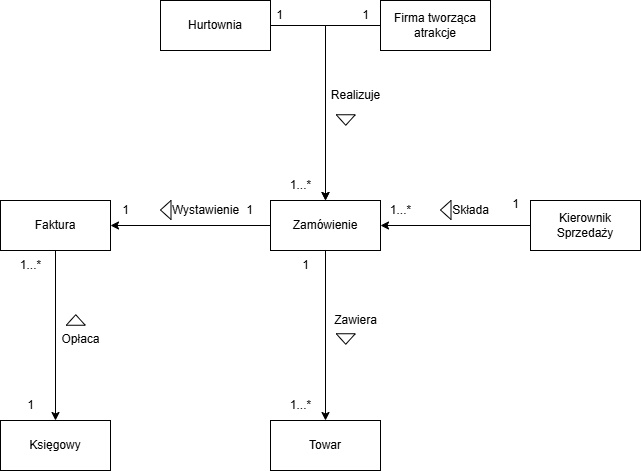 Hurtownia
1
1
Firma tworząca
atrakcje
Realizuje
1...*
Faktura
1
Wystawienie
1
Zamówienie
1...*
Składa
1
Kierownik
Sprzedaży
1...*
1
Opłaca
Zawiera
1
1...*
Księgowy
Towar